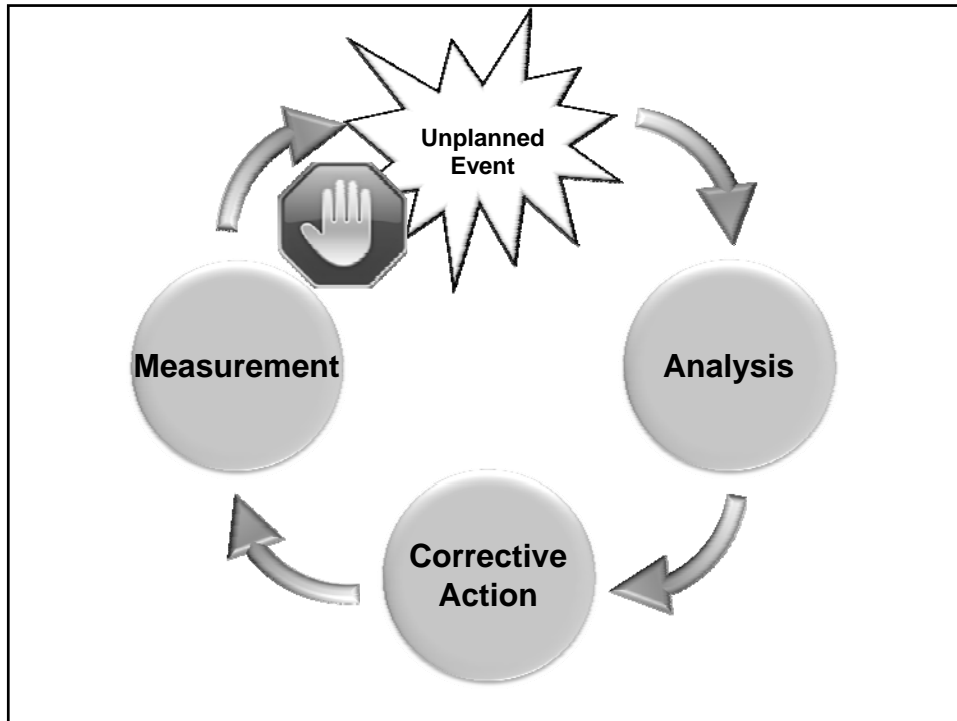 Unplanned
Event
Measurement
Analysis
Corrective
Action